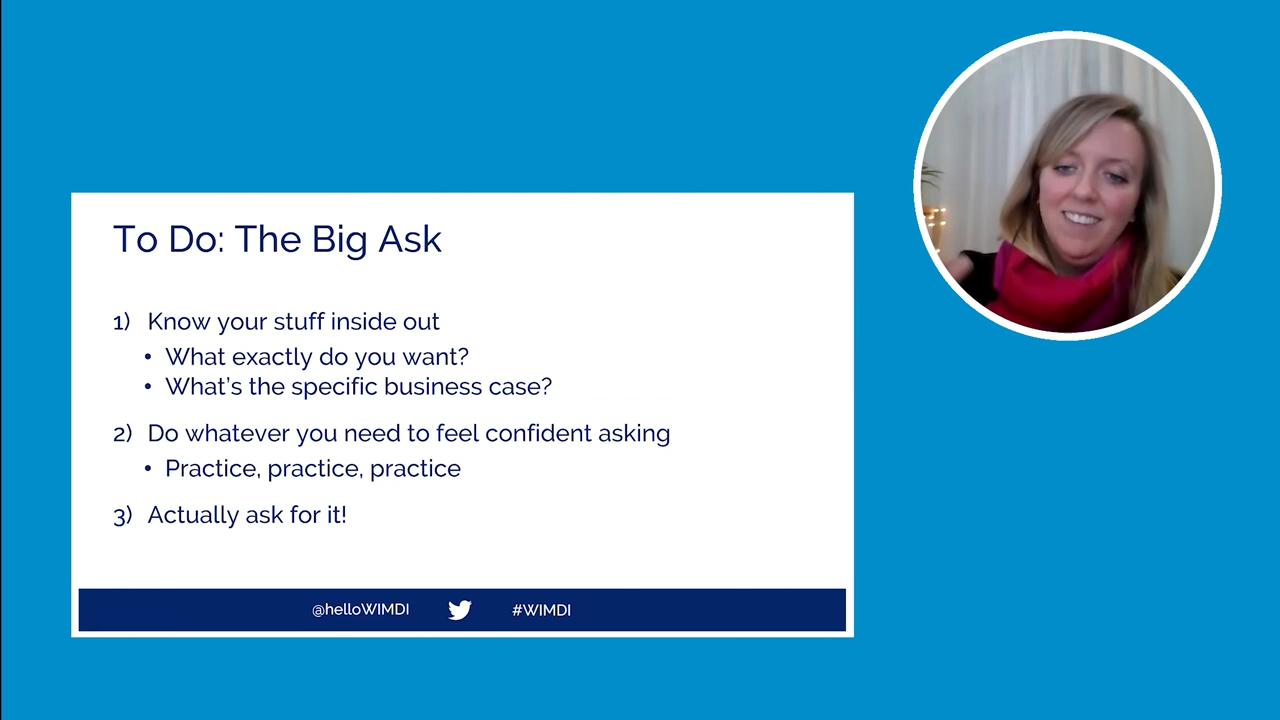 To Do: The Big Ask
1) Know your stuff inside out
• What exactly do you want?
• What’s the specific business case?
2) Do whatever you need to feel confident asking
• Practice, practice, practice
3) Actually ask for it!
@helloWIMDI #WIMDI